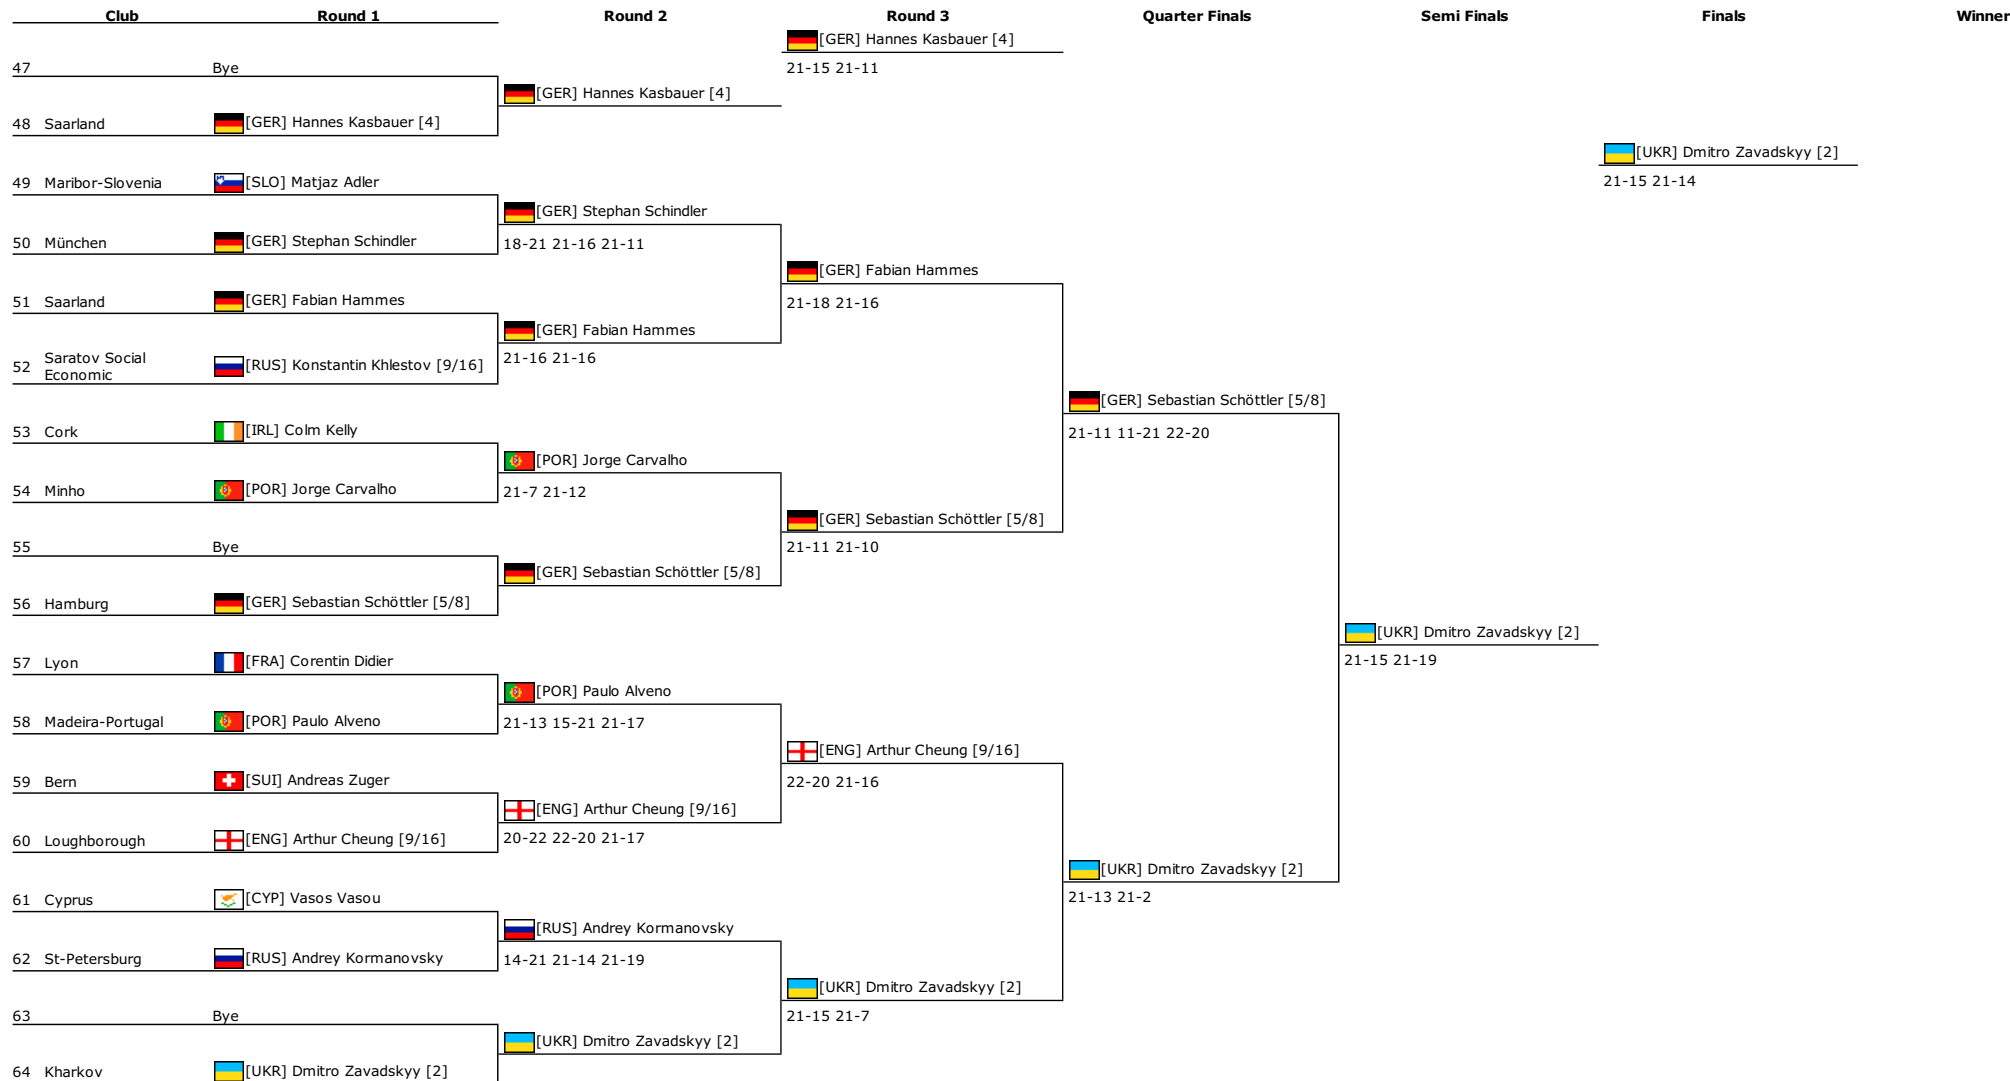 Club Round 1 Round 2 Round 3 Quarter Finals Semi Finals Finals Winner
[GER] Hannes Kasbauer [4]
47 Bye 21-15 21-11
[GER] Hannes Kasbauer [4]
48 Saarland [GER] Hannes Kasbauer [4]
[UKR] Dmitro Zavadskyy [2]
49 Maribor-Slovenia [SLO] Matjaz Adler 21-15 21-14
[GER] Stephan Schindler
50 München [GER] Stephan Schindler 18-21 21-16 21-11
[GER] Fabian Hammes
51 Saarland [GER] Fabian Hammes 21-18 21-16
[GER] Fabian Hammes
52 Saratov Social
Economic
[RUS] Konstantin Khlestov [9/16] 21-16 21-16
[GER] Sebastian Schöttler [5/8]
53 Cork [IRL] Colm Kelly 21-11 11-21 22-20
[POR] Jorge Carvalho
54 Minho [POR] Jorge Carvalho 21-7 21-12
[GER] Sebastian Schöttler [5/8]
55 Bye 21-11 21-10
[GER] Sebastian Schöttler [5/8]
56 Hamburg [GER] Sebastian Schöttler [5/8]
[UKR] Dmitro Zavadskyy [2]
57 Lyon [FRA] Corentin Didier 21-15 21-19
[POR] Paulo Alveno
58 Madeira-Portugal [POR] Paulo Alveno 21-13 15-21 21-17
[ENG] Arthur Cheung [9/16]
59 Bern [SUI] Andreas Zuger 22-20 21-16
[ENG] Arthur Cheung [9/16]
60 Loughborough [ENG] Arthur Cheung [9/16] 20-22 22-20 21-17
[UKR] Dmitro Zavadskyy [2]
61 Cyprus [CYP] Vasos Vasou 21-13 21-2
[RUS] Andrey Kormanovsky
62 St-Petersburg [RUS] Andrey Kormanovsky 14-21 21-14 21-19
[UKR] Dmitro Zavadskyy [2]
63 Bye 21-15 21-7
[UKR] Dmitro Zavadskyy [2]
64 Kharkov [UKR] Dmitro Zavadskyy [2]